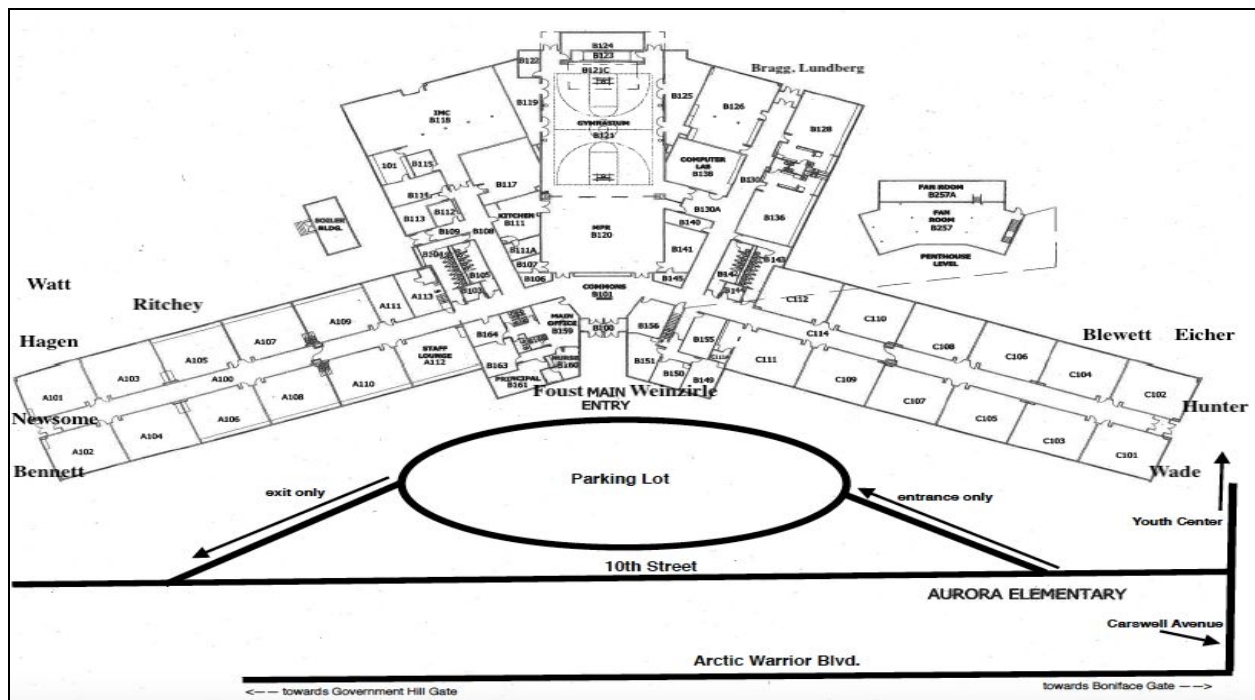 B124
B123
B122
B121C
Bragg, Lundberg
B119
B125
B126
IMC
B118
GYMNASIUM
B121
B128
101
B115
COMPUTER
LAB
B138
B117
B130
B114
FAN ROOM
B257A
B113
B112
KITCHEN
B111
B130A
B136
FAN
ROOM
B257
BOILER
BLDG.
B109
B108
MPR
B120
B140
B141
B111A
PENTHOUSE
LEVEL
B104
B107
B105
B106
B145
B143
B103
Watt
COMMONS
B101
Ritchey
A113
A111
A109
MAIN
OFFICE
B159
B100
B156
C112
C110
C114
Blewett Eicher
Hagen
B164
B155
A107
A105
STAFF
LOUNGE
A112
C108
C106
C104
C111
NURSE
B160
B151
B163
B150
A103
A100
A101
A110
PRINCIPAL
B161
B149
C109
C102
A108
Foust MAIN Weinzirle
ENTRY
C107
Hunter
Newsome
A106
C105
A104
C103
A102
C101
Bennett
Wade
Parking Lot
exit only
entrance only
Youth Center
10th Street
AURORA ELEMENTARY
Carswell Avenue
Arctic Warrior Blvd.
<---- towards Government Hill Gate
towards Boniface Gate ---->